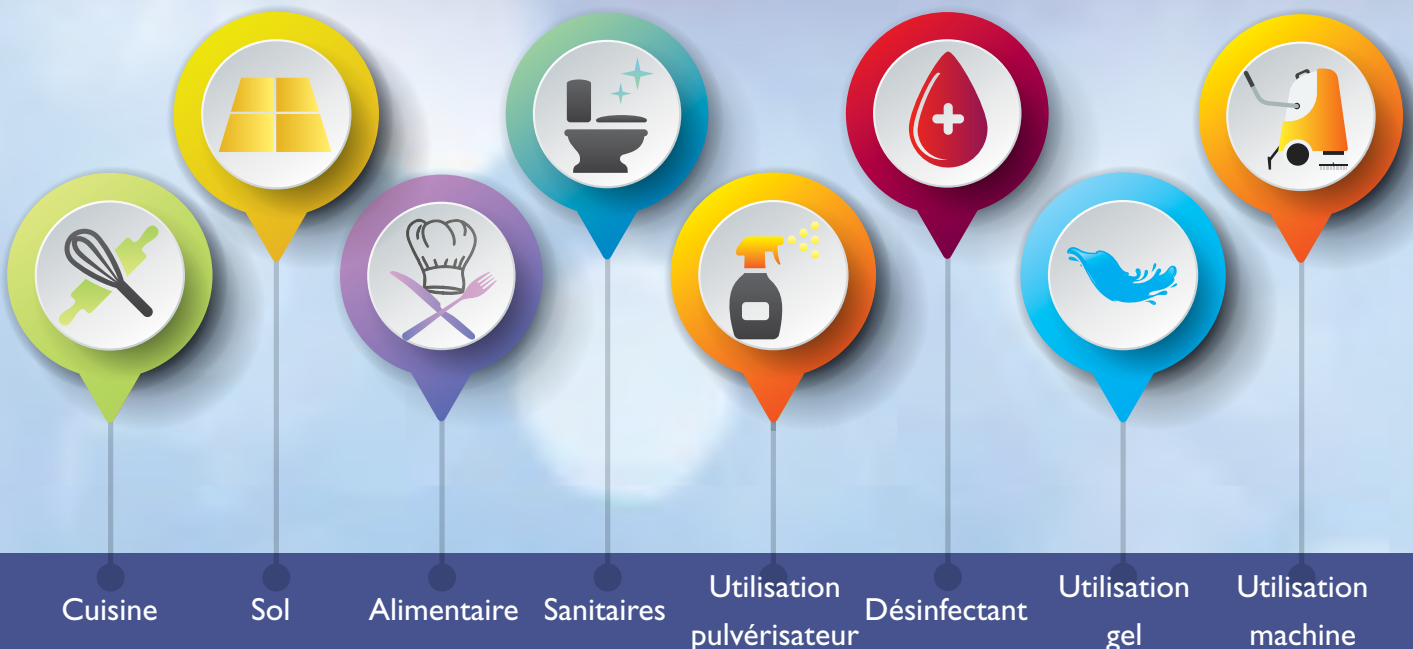 Cuisine
Sol
Alimentaire
Sanitaires
Utilisation
pulvérisateur
Désinfectant
Utilisation
gel
Utilisation
machine